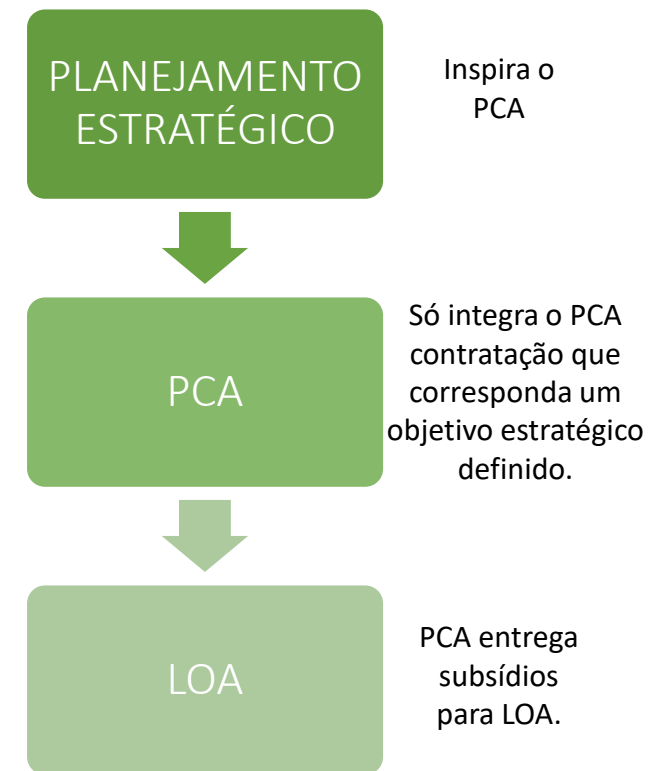 PLANEJAMENTO
ESTRATÉGICO
Inspira o
PCA
PCA
Só integra o PCA
contratação que
corresponda um
objetivo estratégico
definido.
LOA
PCA entrega
subsídios
para LOA.